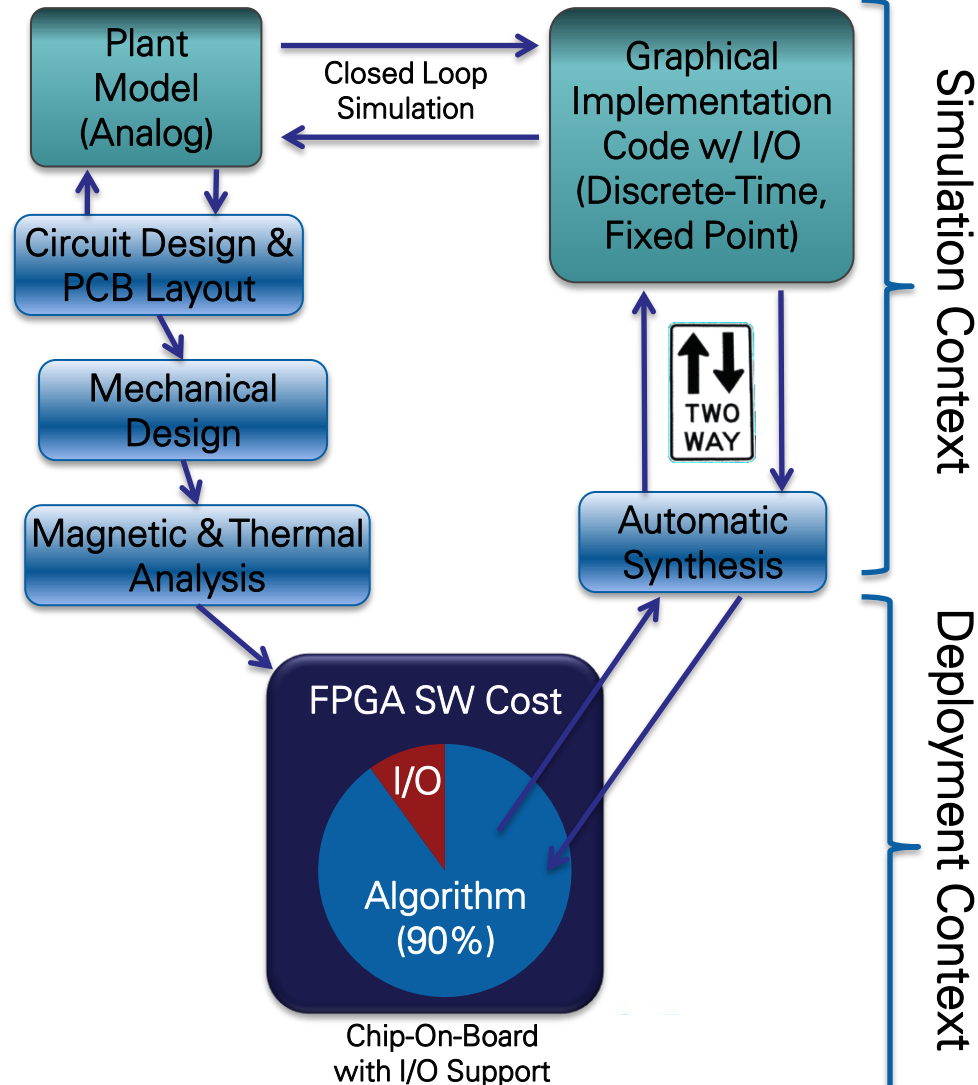 Plant
Model
(Analog)
Closed Loop
Simulation
Graphical
Implementation
Code w/ I/O
(Discrete-Time,
Fixed Point)
Circuit Design &
PCB Layout
Mechanical
Design
TWO
WAY
Magnetic & Thermal
Analysis
Automatic
Synthesis
Simulation Context
FPGA SW Cost
I/O
Algorithm
(90%)
Deployment Context
Chip-On-Board
with I/O Support